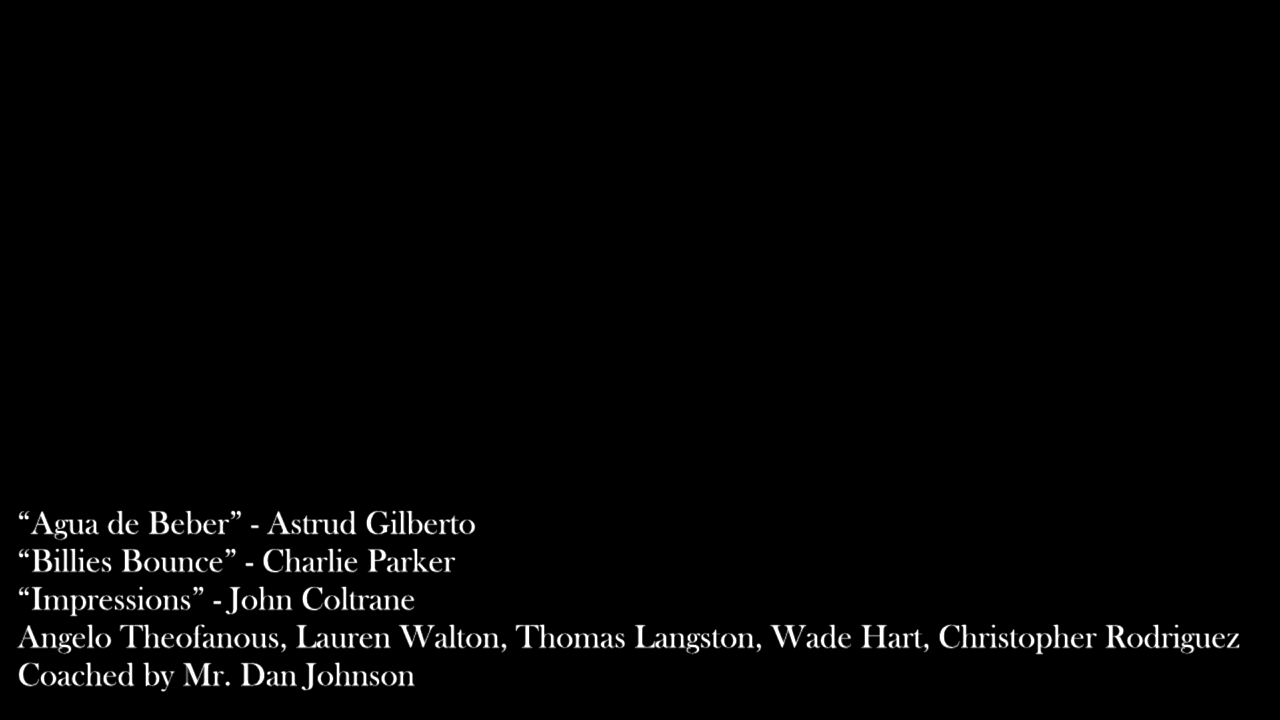 “Agua de Beber” - Astrud Gilberto
“Billies Bounce” - Charlie Parker
“Impressions” - John Coltrane
Angelo Theofanous, Lauren Walton, Thomas Langston, Wade Hart, Christopher Rodriguez
Coached by Mr. Dan Johnson